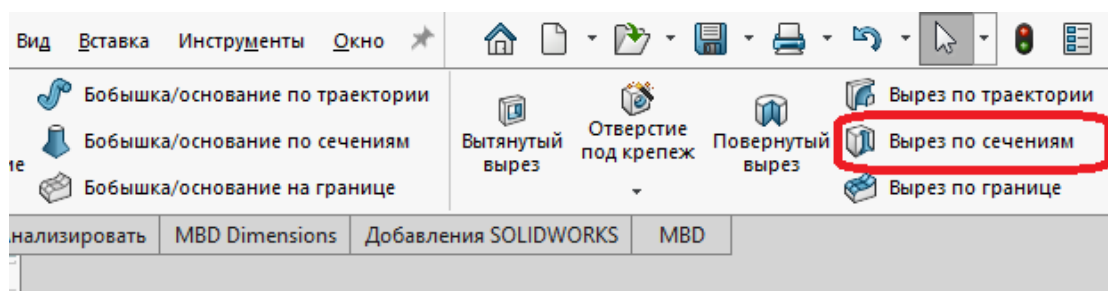 Вид Вставка Инструменты Окно
Бобышка/основание по траектории
Бобышка/основание по сечениям
Бобышка/основание на границе
Вытянутый вырез
Отверстие под крепеж
Повернутый вырез
Вырез по траектории
Вырез по сечениям
Вырез по границе
нализировать MBD Dimensions Добавления SOLIDWORKS MBD